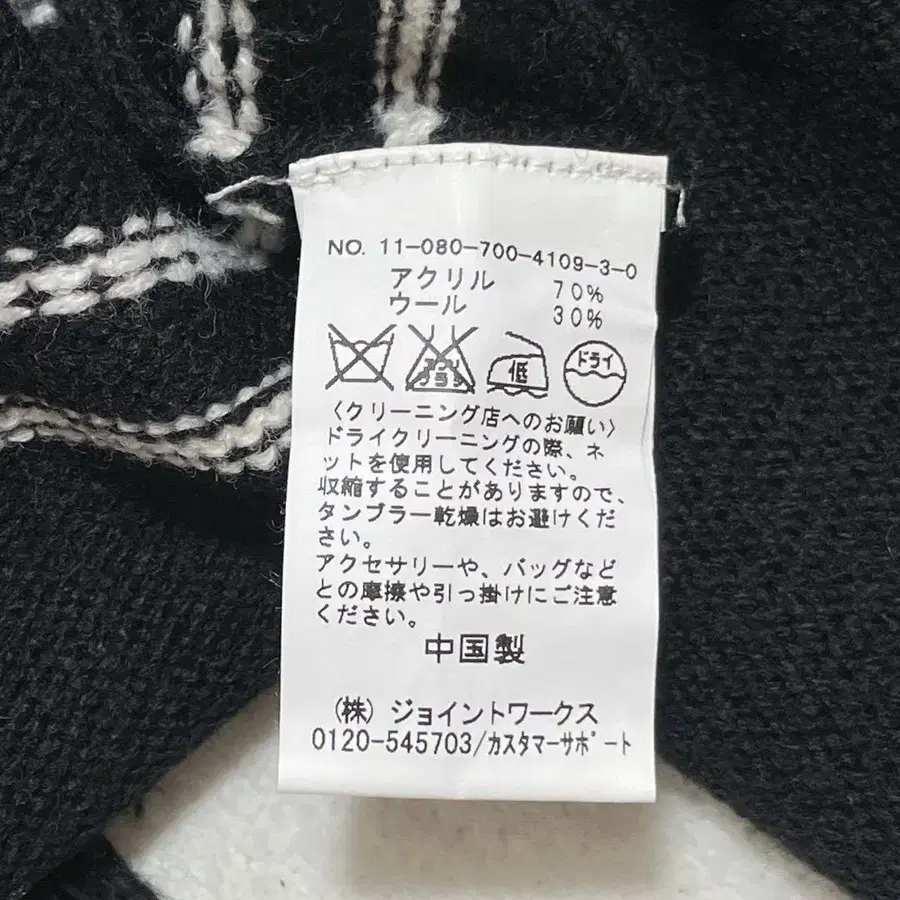 NO. 11-080-700-4109-3-0
アクリル 70%
ウール 30%
エンソ ブラシ 低 ドライ
〈クリーニング店へのお願い〉
ドライクリーニングの際、ネ
ットを使用してください。
収縮することがありますので、
タンブラー乾燥はお避けくだ
さい。
アクセサリーや、バッグなど
との摩擦や引っ掛けにご注意
ください。
中国製
(株) ジョイントワークス
0120-545703/カスタマーサポート